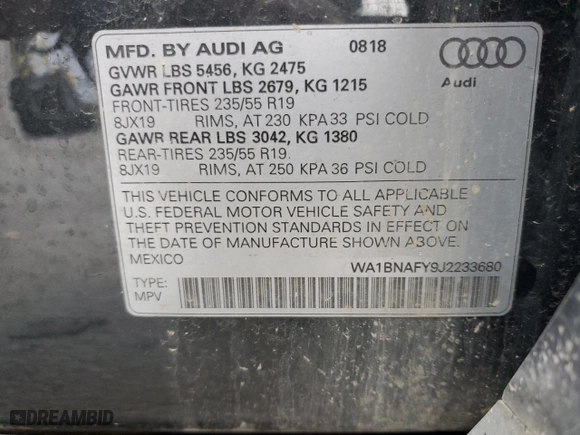 MFD. BY AUDI AG 0818
GVWR LBS 5456, KG 2475
GAWR FRONT LBS 2679, KG 1215
Audi
FRONT-TIRES 235/55 R19
8JX19 RIMS, AT 230 KPA 33 PSI COLD
GAWR REAR LBS 3042, KG 1380
REAR-TIRES 235/55 R19
8JX19 RIMS, AT 250 KPA 36 PSI COLD
THIS VEHICLE CONFORMS TO ALL APPLICABLE
U.S. FEDERAL MOTOR VEHICLE SAFETY AND
THEFT PREVENTION STANDARDS IN EFFECT ON
THE DATE OF MANUFACTURE SHOWN ABOVE.
MEXICO WA1BNAFY9J2233680
TYPE:
MPV
DREAMBID